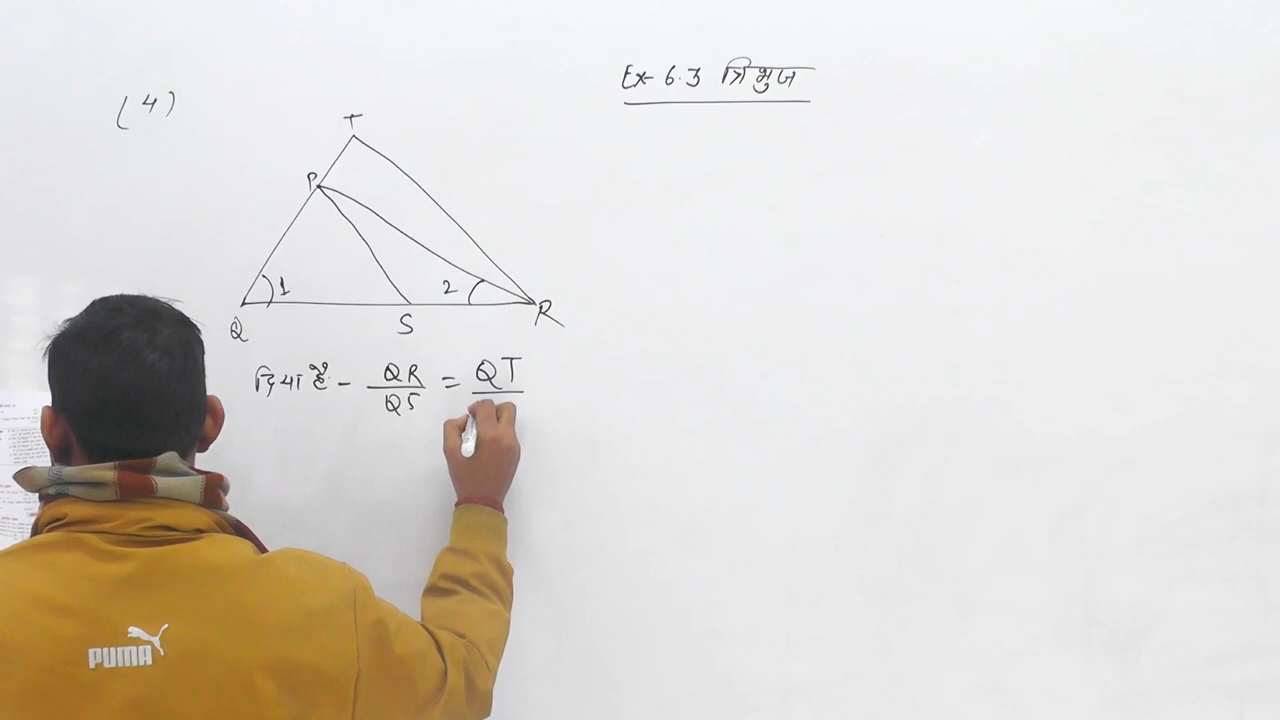 Ex- 6.3 त्रिभुज
(4)
T
P
1
2
Q
S
R
दिया है - QR/QS = QT
PUMA